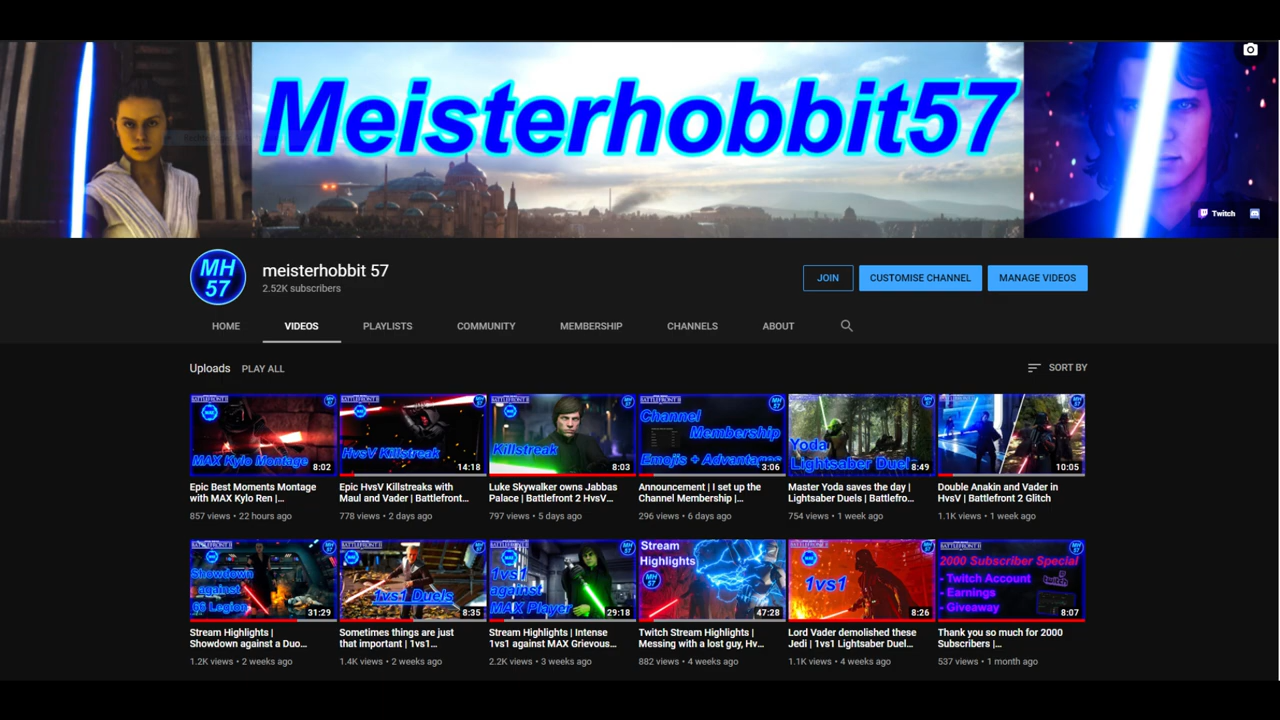 Meisterhobbit57
Twitch
MH
57
meisterhobbit 57
2.52K subscribers
JOIN
CUSTOMISE CHANNEL
MANAGE VIDEOS
HOME
VIDEOS
PLAYLISTS
COMMUNITY
MEMBERSHIP
CHANNELS
ABOUT
Uploads
PLAY ALL
SORT BY
MAX Kylo Montage
8:02
HvsV Killstreak
14:18
Killstreak
8:03
Channel
Membership
Emojis + Advantages
3:06
Yoda
Lightsaber Duels
8:49
10:05
Epic Best Moments Montage
with MAX Kylo Ren |...
857 views • 22 hours ago
Epic HvsV Killstreaks with
Maul and Vader | Battlefront...
778 views • 2 days ago
Luke Skywalker owns Jabbas
Palace | Battlefront 2 HvsV...
797 views • 5 days ago
Announcement | I set up the
Channel Membership |...
296 views • 6 days ago
Master Yoda saves the day |
Lightsaber Duels | Battlefro...
754 views • 1 week ago
Double Anakin and Vader in
HvsV | Battlefront 2 Glitch
1.1K views • 1 week ago
Showdown
against
66 Legion
31:29
1vs1 Duels
8:35
1vs1
against
MAX Player
29:18
Stream
Highlights
MH
57
47:28
1vs1
8:26
2000 Subscriber Special
- Twitch Account
- Earnings
- Giveaway
8:07
Stream Highlights |
Showdown against a Duo...
1.2K views • 2 weeks ago
Sometimes things are just
that important | 1vs1...
1.4K views • 2 weeks ago
Stream Highlights | Intense
1vs1 against MAX Grievous...
2.2K views • 3 weeks ago
Twitch Stream Highlights |
Messing with a lost guy, Hv...
882 views • 4 weeks ago
Lord Vader demolished these
Jedi | 1vs1 Lightsaber Duel...
1.1K views • 4 weeks ago
Thank you so much for 2000
Subscribers |...
537 views • 1 month ago